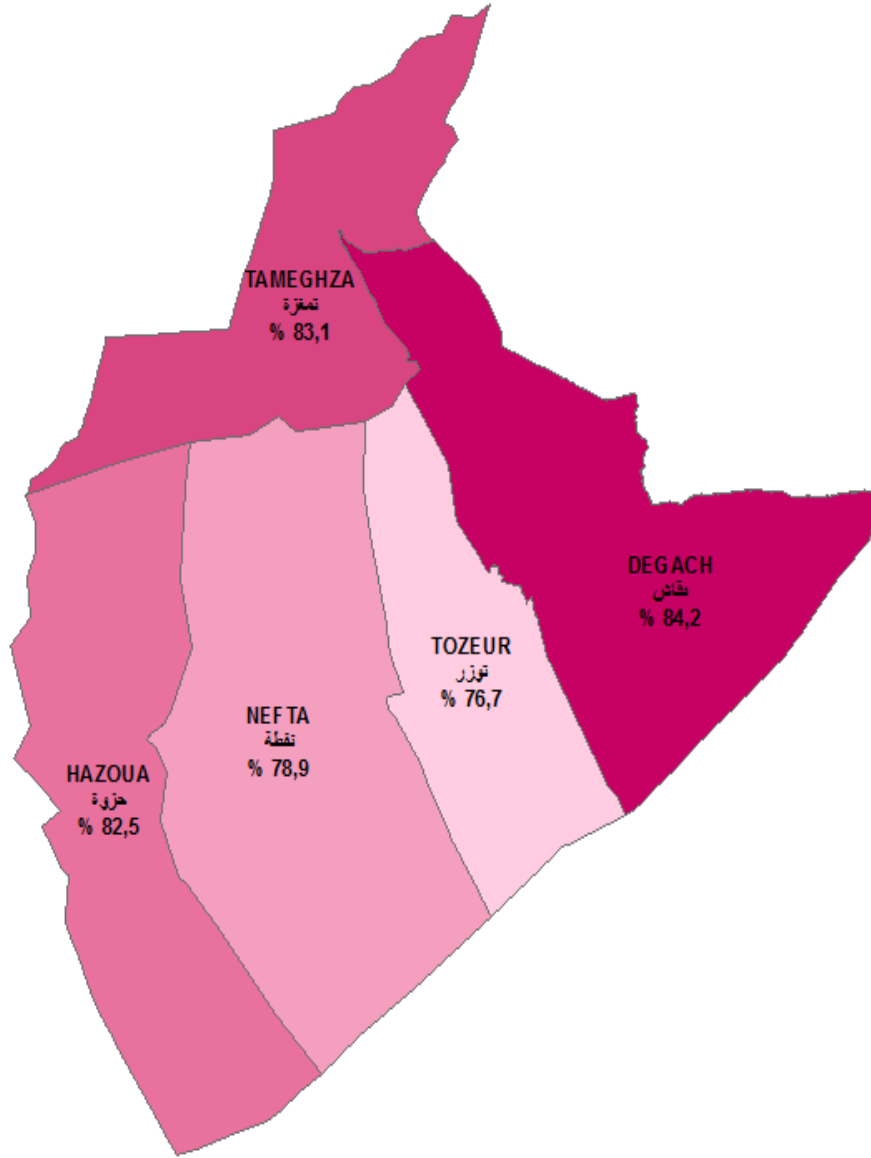 TAMEGHZA
تمغزة
% 83,1
DEGACH
دقاش
% 84,2
TOZEUR
توزر
% 76,7
NEFTA
نفطة
% 78,9
HAZOUA
حزوة
% 82,5